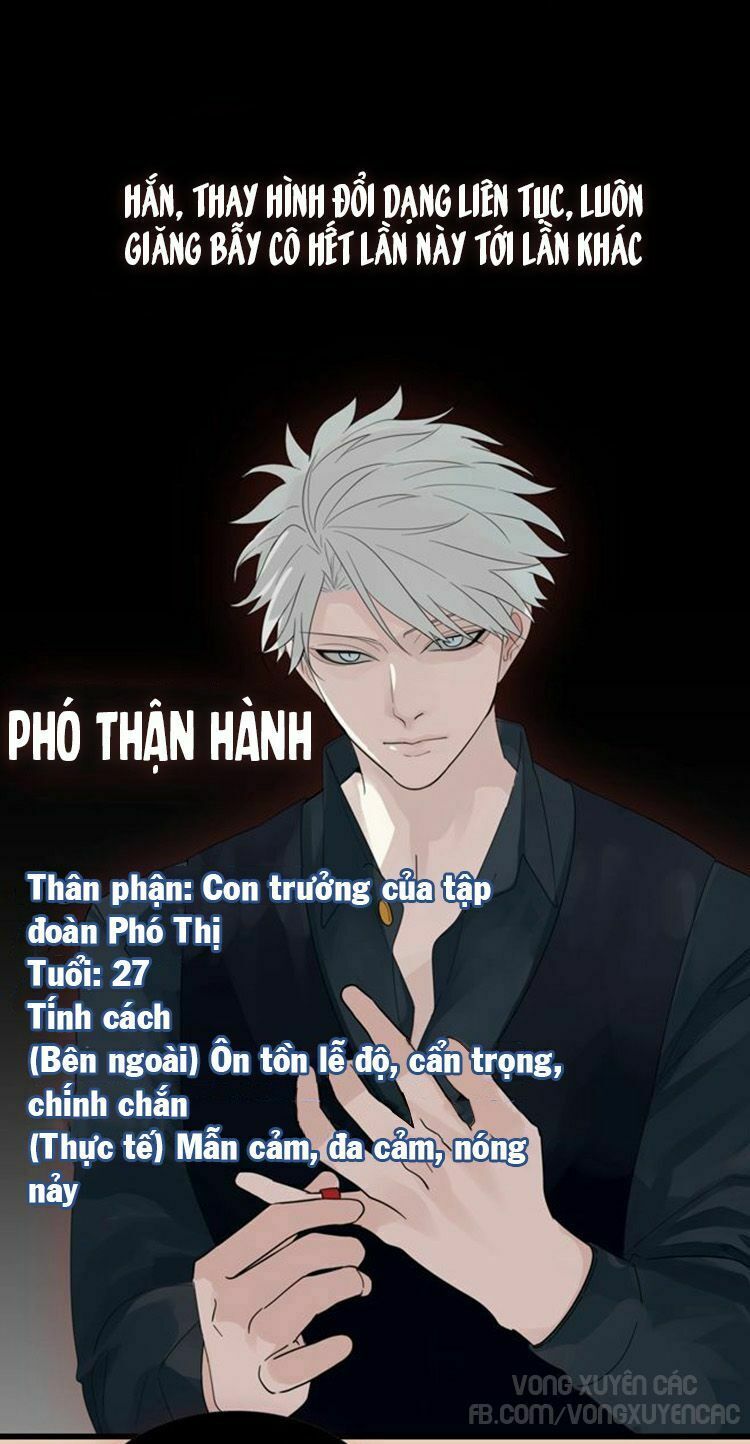 HẮN, THAY HÌNH ĐỔI DẠNG LIÊN TỤC, LUÔN
GIĂNG BẪY CÔ HẾT LẦN NÀY TỚI LẦN KHÁC
PHÓ THẬN HÀNH
Thân phận: Con trưởng của tập
đoàn Phó Thị
Tuổi: 27
Tính cách
(Bên ngoài) Ôn tồn lễ độ, cẩn trọng,
chính chắn
(Thực tế) Mẫn cảm, đa cảm, nóng
nảy
VONG XUYÊN CÁC
FB.COM/VONGXUYENCAC